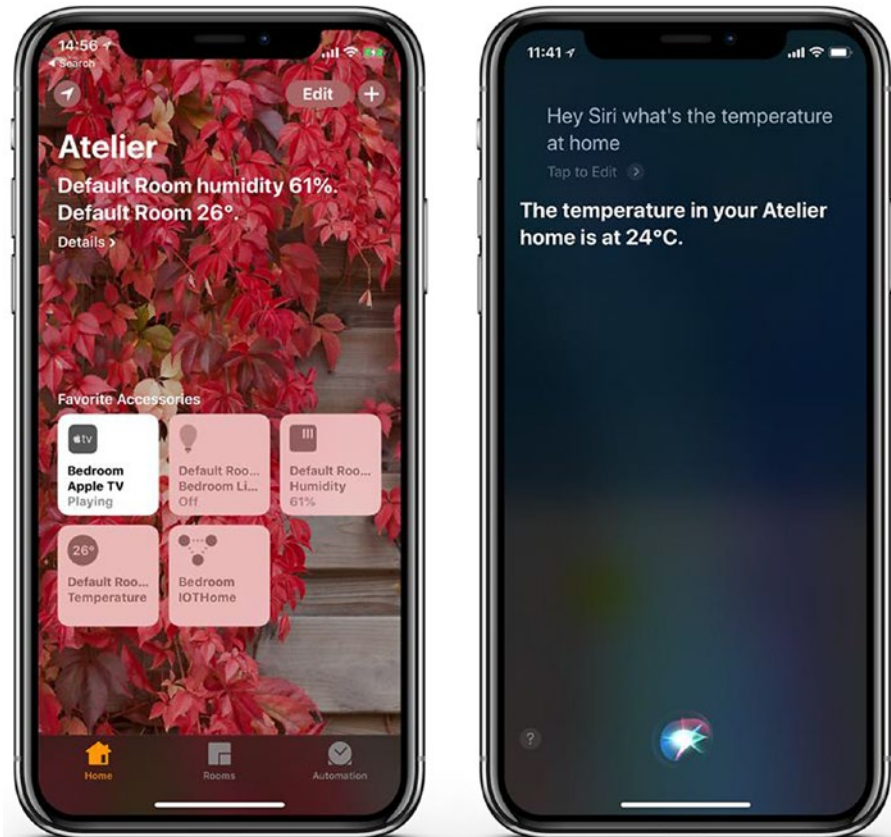 14:56
Search
Edit
Atelier
Default Room humidity 61%.
Default Room 26°.
Details >
Favorite Accessories
tv
Bedroom
Apple TV
Playing
Default Roo...
Bedroom Li...
Off
Default Roo...
Humidity
61%
26°
Default Roo...
Temperature
Bedroom
IOTHome
Home
Rooms
Automation
11:41
Hey Siri what's the temperature
at home
Tap to Edit >
The temperature in your Atelier
home is at 24°C.
?